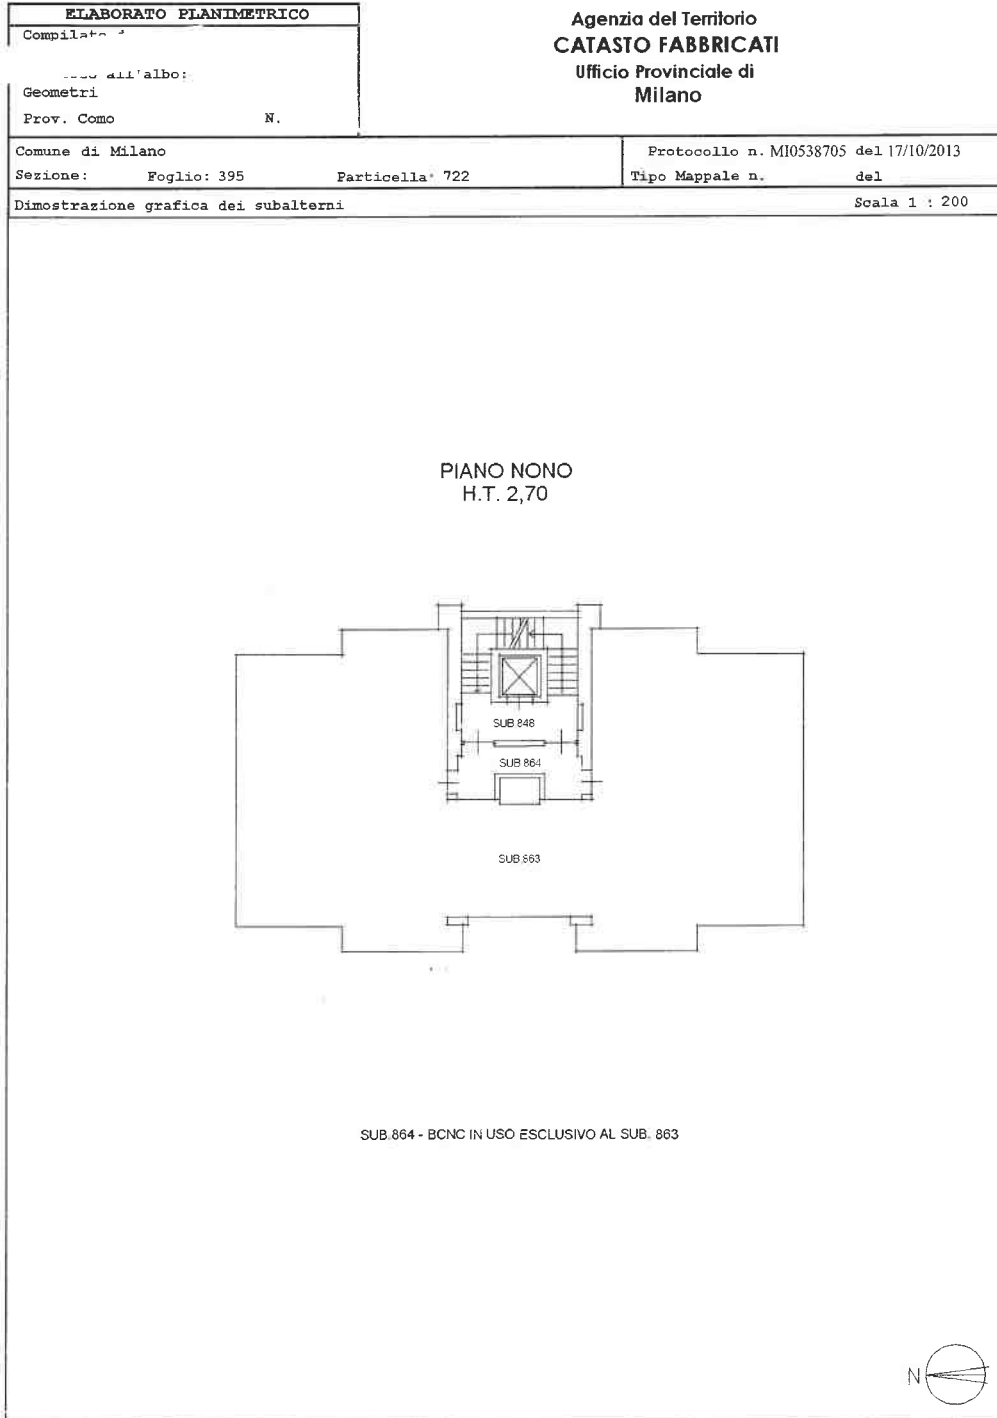 ELABORATO PLANIMETRICO
Compilato
all'albo:
Geometri
Prov. Como N.
Agenzia del Territorio
CATASTO FABBRICATI
Ufficio Provinciale di
Milano
Comune di Milano
Sezione: Foglio: 395 Particella: 722
Protocollo n. MI0538705 del 17/10/2013
Tipo Mappale n. del
Dimostrazione grafica dei subalterni Scala 1 : 200
PIANO NONO
H.T. 2,70
SUB 848
SUB 864
SUB.863
SUB.864 - BCNC IN USO ESCLUSIVO AL SUB. 863
N